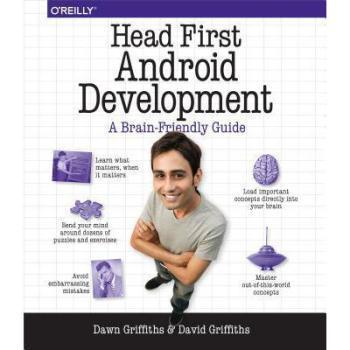 O'REILLY®
Head First
Android
Development
A Brain-Friendly Guide
Learn what
matters, when
it matters
Load important
concepts directly into
your brain
Bend your mind
around dozens of
puzzles and exercises
Avoid
embarrassing
mistakes
Master
out-of-this-world
concepts
Dawn Griffiths & David Griffiths